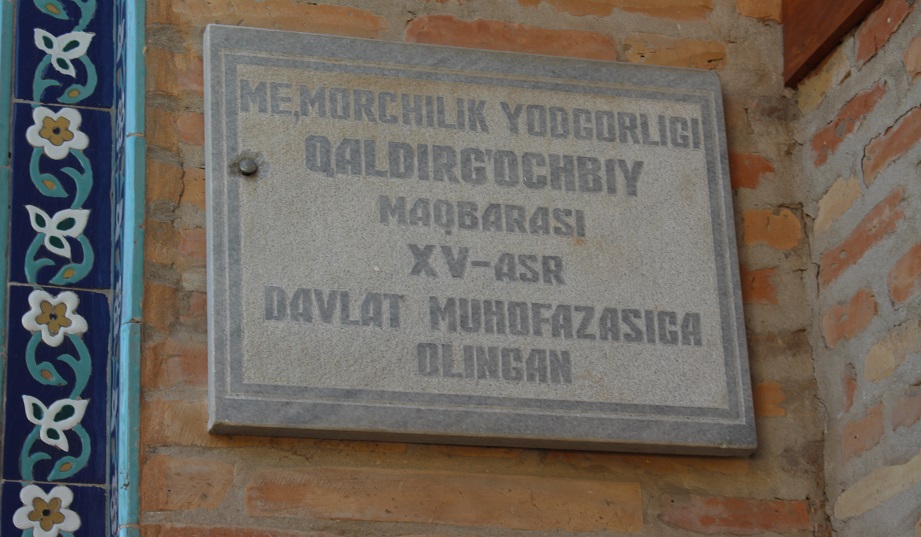 ME,MORCHILIK YODGORLIGI
QALDIRG'OCHBIY
MAQBARASI
XV-ASR
DAVLAT MUHOFAZASIGA
OLINGAN